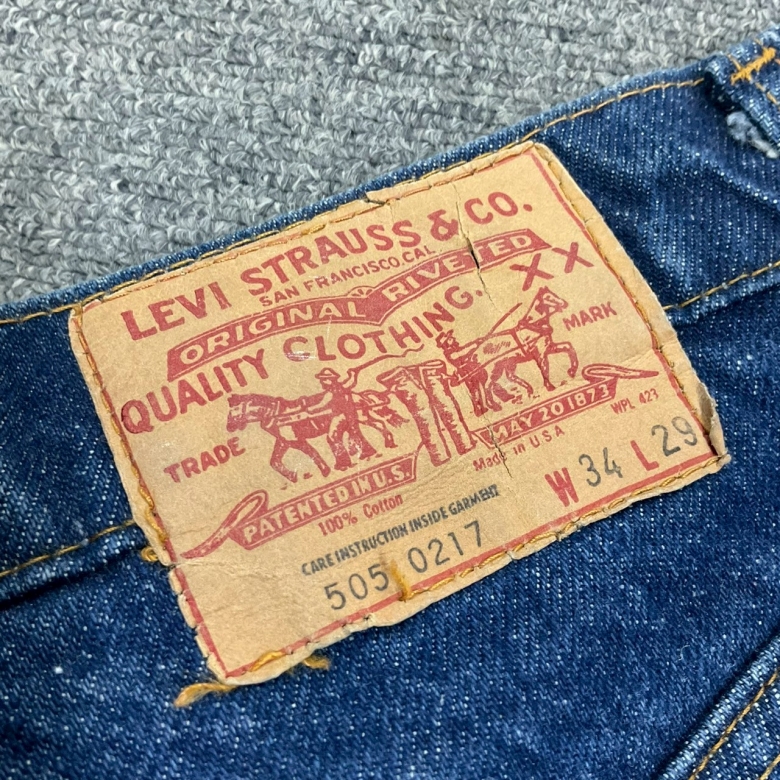 LEVI STRAUSS & CO.
SAN FRANCISCO,CAL.
ORIGINAL RIVETED
QUALITY CLOTHING. XX
TRADE MARK
PATENTED IN U.S. MAY 20 1873
100% Cotton Made in U.S.A WPL 423
CARE INSTRUCTION INSIDE GARMENT
505 0217 W 34 L 29